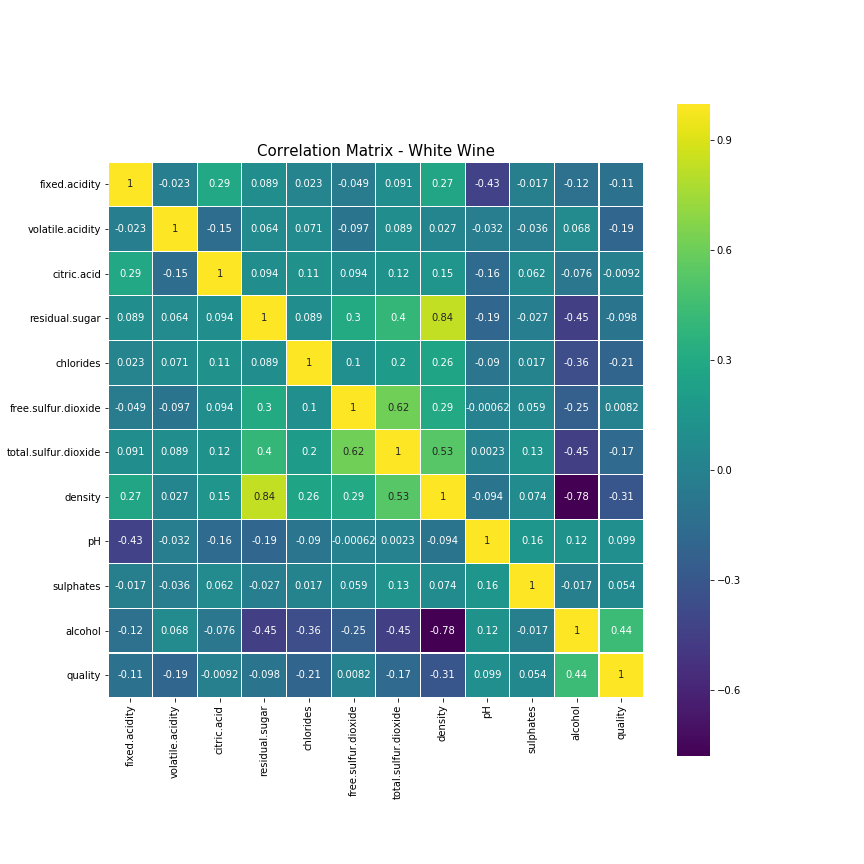 Correlation Matrix - White Wine
fixed.acidity 1 -0.023 0.29 0.089 0.023 -0.049 0.091 0.27 -0.43 -0.017 -0.12 -0.11
volatile.acidity -0.023 1 -0.15 0.064 0.071 -0.097 0.089 0.027 -0.032 -0.036 0.068 -0.19
citric.acid 0.29 -0.15 1 0.094 0.11 0.094 0.12 0.15 -0.16 0.062 -0.076 -0.0092
residual.sugar 0.089 0.064 0.094 1 0.089 0.3 0.4 0.84 -0.19 -0.027 -0.45 -0.098
chlorides 0.023 0.071 0.11 0.089 1 0.1 0.2 0.26 -0.09 0.017 -0.36 -0.21
free.sulfur.dioxide -0.049 -0.097 0.094 0.3 0.1 1 0.62 0.29 -0.00062 0.059 -0.25 0.0082
total.sulfur.dioxide 0.091 0.089 0.12 0.4 0.2 0.62 1 0.53 0.0023 0.13 -0.45 -0.17
density 0.27 0.027 0.15 0.84 0.26 0.29 0.53 1 -0.094 0.074 -0.78 -0.31
pH -0.43 -0.032 -0.16 -0.19 -0.09 -0.00062 0.0023 -0.094 1 0.16 0.12 0.099
sulphates -0.017 -0.036 0.062 -0.027 0.017 0.059 0.13 0.074 0.16 1 -0.017 0.054
alcohol -0.12 0.068 -0.076 -0.45 -0.36 -0.25 -0.45 -0.78 0.12 -0.017 1 0.44
quality -0.11 -0.19 -0.0092 -0.098 -0.21 0.0082 -0.17 -0.31 0.099 0.054 0.44 1
fixed.acidity
volatile.acidity
citric.acid
residual.sugar
chlorides
free.sulfur.dioxide
total.sulfur.dioxide
density
pH
sulphates
alcohol
quality
0.9
0.6
0.3
0.0
−0.3
−0.6